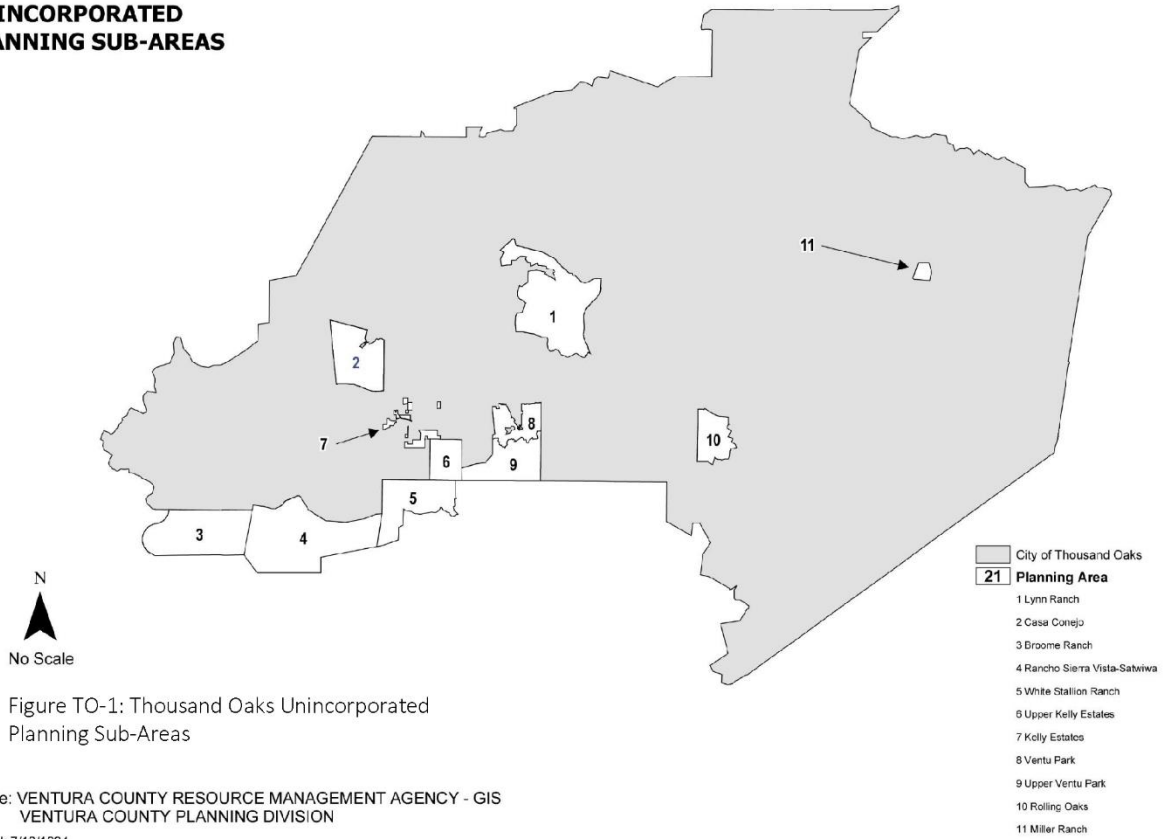 INCORPORATED
ANNING SUB-AREAS
11
1
2
7
8
6
9
10
5
3
4
N
No Scale
City of Thousand Oaks
21 Planning Area
1 Lynn Ranch
2 Casa Conejo
3 Broome Ranch
4 Rancho Sierra Vista-Satwiwa
5 White Stallion Ranch
6 Upper Kelly Estates
7 Kelly Estates
8 Ventu Park
9 Upper Ventu Park
10 Rolling Oaks
11 Miller Ranch
Figure TO-1: Thousand Oaks Unincorporated
Planning Sub-Areas
e: VENTURA COUNTY RESOURCE MANAGEMENT AGENCY - GIS
VENTURA COUNTY PLANNING DIVISION